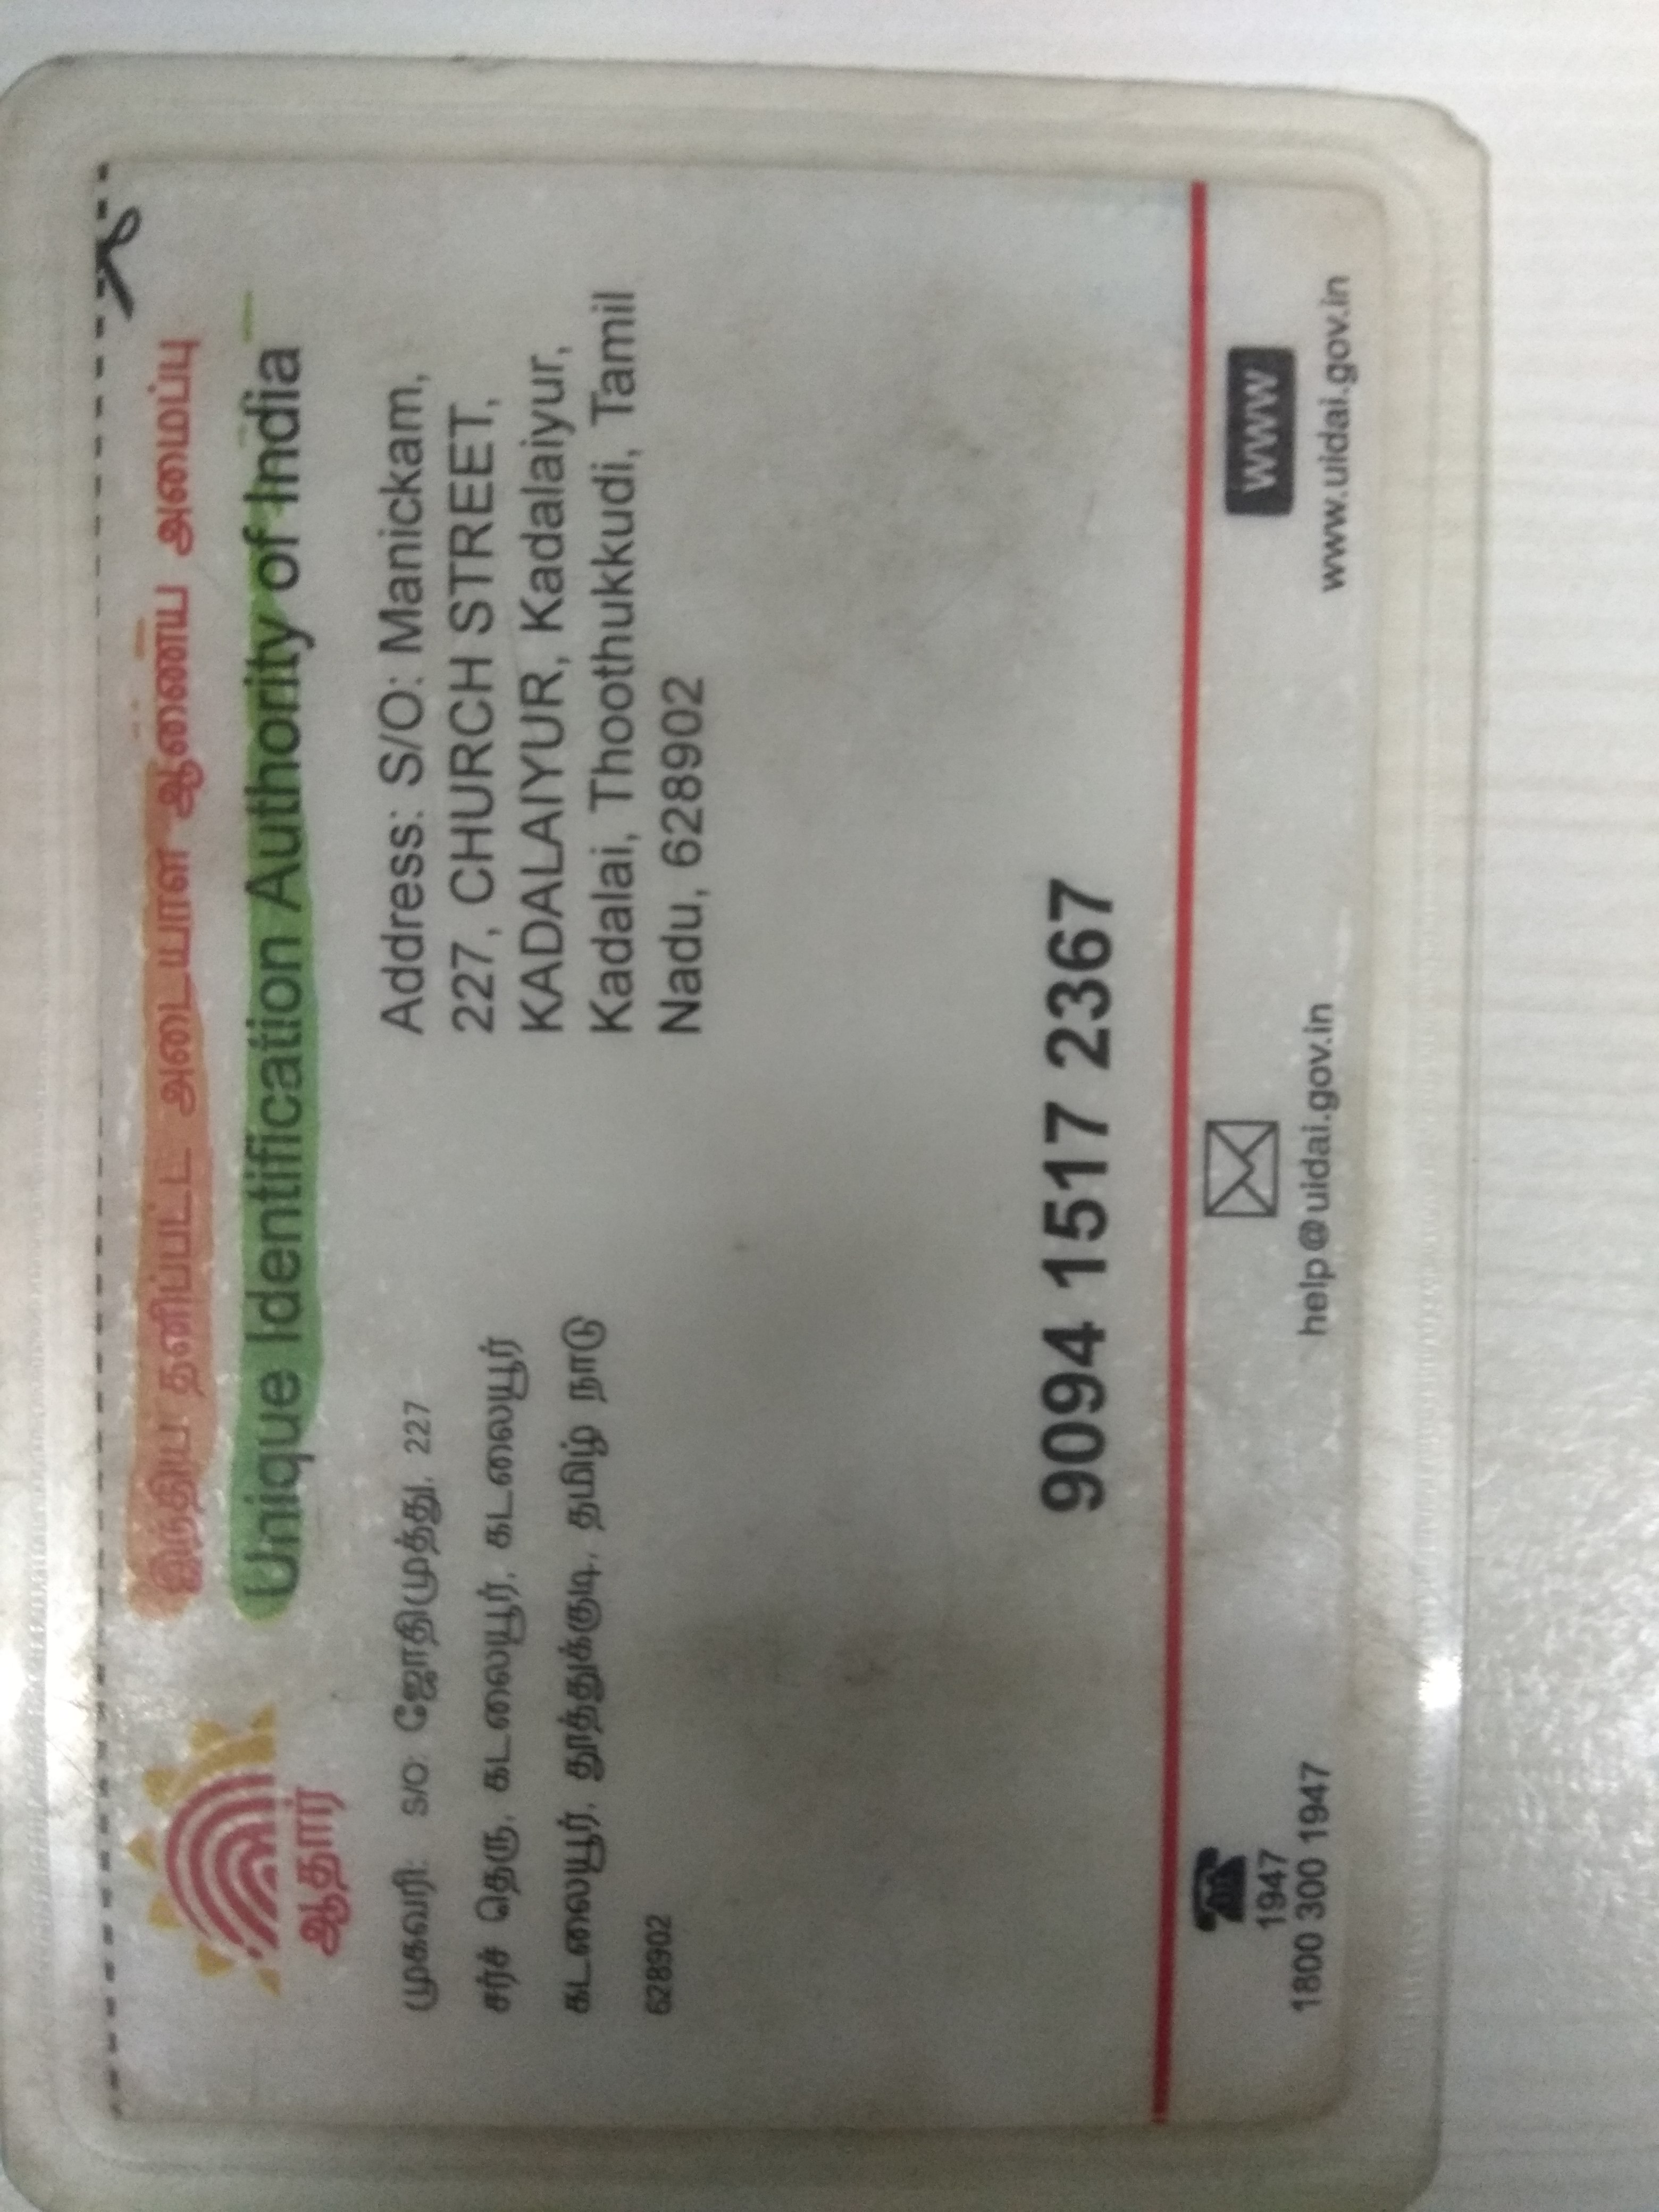 இந்திய தனிப்பட்ட அடையாள ஆணைய அமைப்பு
Unique Identification Authority of India
ஆதார்
முகவரி: S/O: ஜோதிமுத்து, 227
சர்ச் தெரு, கடலையூர், கடலையூர்
கடலையூர், தூத்துக்குடி, தமிழ் நாடு
628902
Address: S/O: Manickam,
227, CHURCH STREET,
KADALAIYUR, Kadalaiyur,
Kadalai, Thoothukkudi, Tamil
Nadu, 628902
9094 1517 2367
1947
1800 300 1947
help@uidai.gov.in
WWW
www.uidai.gov.in